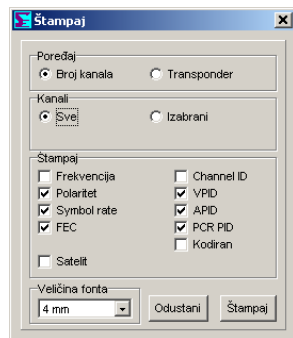 Štampaj
Poređaj
Broj kanala Transponder
Kanali
Sve Izabrani
Štampaj
Frekvencija Channel ID
Polaritet VPID
Symbol rate APID
FEC PCR PID
Kodiran
Satelit
Veličina fonta
4 mm Odustani Štampaj